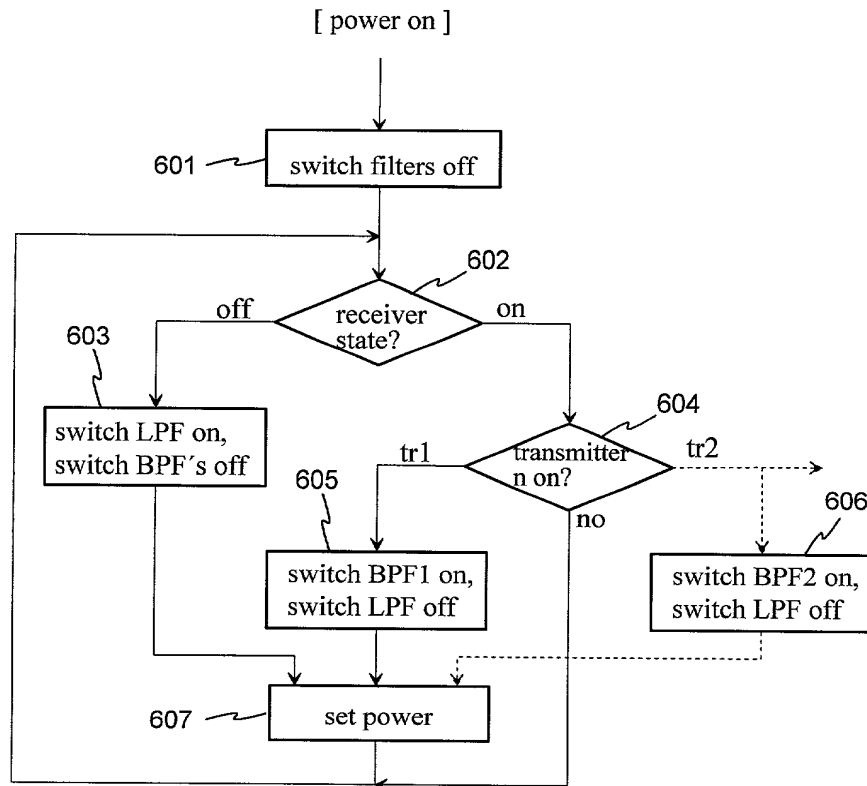 [ power on ]
601
switch filters off
602
off
receiver
state?
on
603
604
switch LPF on,
switch BPF´s off
tr1
transmitter
n on?
tr2
605
no
606
switch BPF1 on,
switch LPF off
switch BPF2 on,
switch LPF off
607
set power